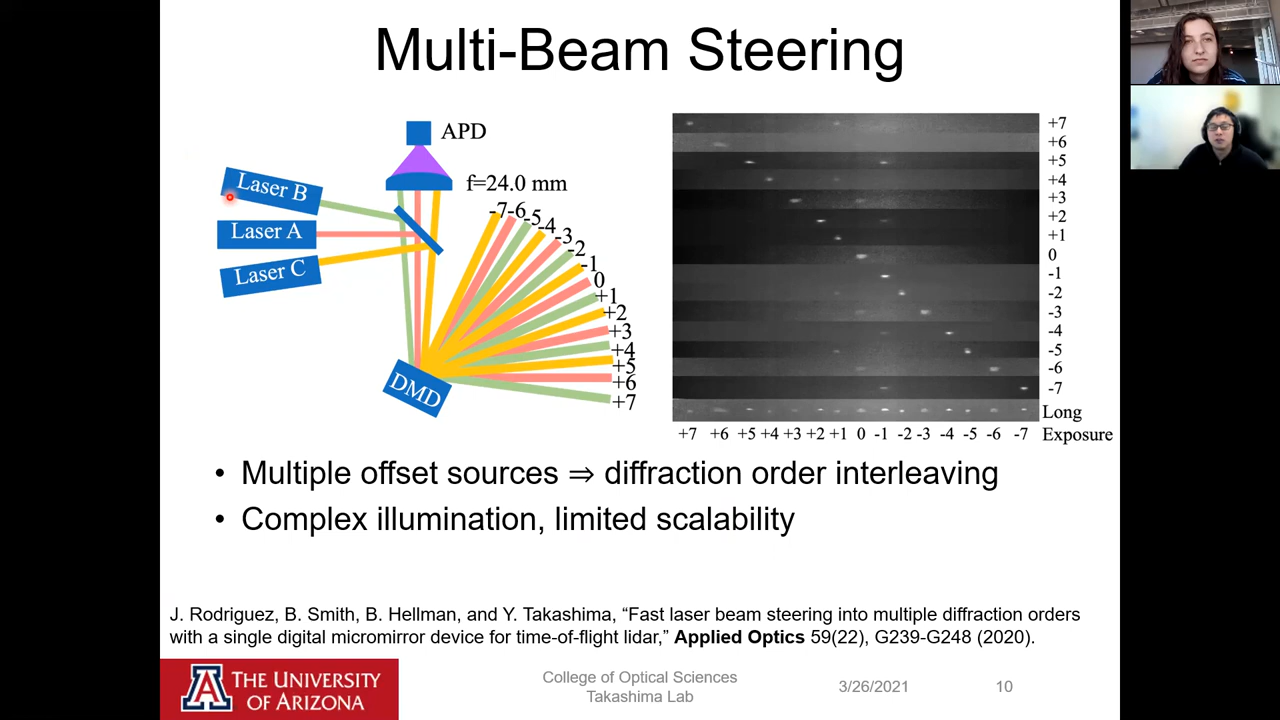 Multi-Beam Steering
APD
Laser B
Laser A
Laser C
f=24.0 mm
-7
-6
-5
-4
-3
-2
-1
0
+1
+2
+3
+4
+5
+6
+7
DMD
+7
+6
+5
+4
+3
+2
+1
0
-1
-2
-3
-4
-5
-6
-7
Long
Exposure
+7 +6 +5 +4 +3 +2 +1 0 -1 -2 -3 -4 -5 -6 -7
• Multiple offset sources ⇒ diffraction order interleaving
• Complex illumination, limited scalability
J. Rodriguez, B. Smith, B. Hellman, and Y. Takashima, “Fast laser beam steering into multiple diffraction orders
with a single digital micromirror device for time-of-flight lidar,” Applied Optics 59(22), G239-G248 (2020).
A
THE UNIVERSITY
OF ARIZONA
College of Optical Sciences
Takashima Lab
3/26/2021
10